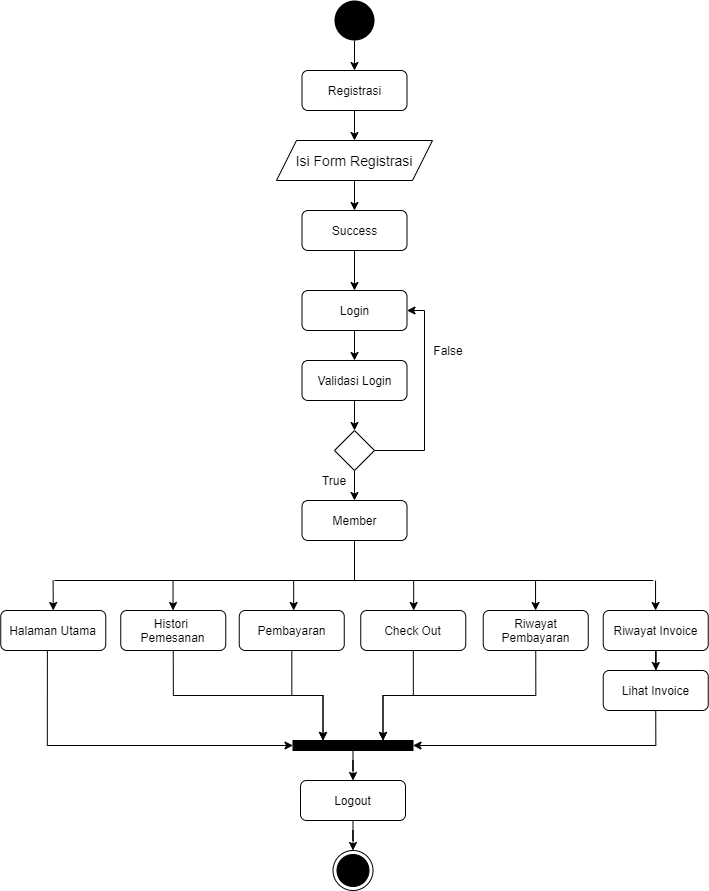 Registrasi
Isi Form Registrasi
Success
Login
False
Validasi Login
True
Member
Halaman Utama
Histori
Pemesanan
Pembayaran
Check Out
Riwayat
Pembayaran
Riwayat Invoice
Lihat Invoice
Logout